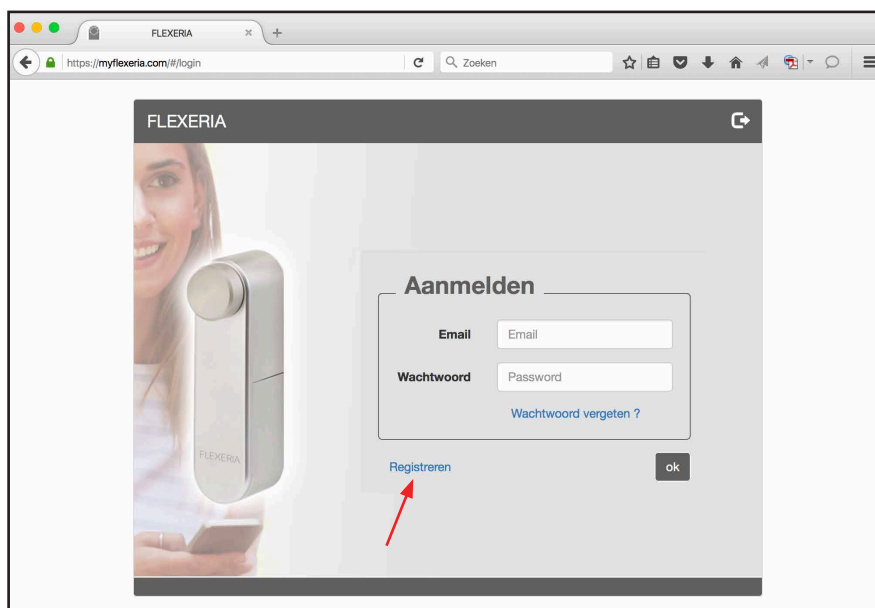 FLEXERIA
https://myflexeria.com/#/login
Zoeken
FLEXERIA
Aanmelden
Email Email
Wachtwoord Password
Wachtwoord vergeten ?
Registreren ok
FLEXERIA